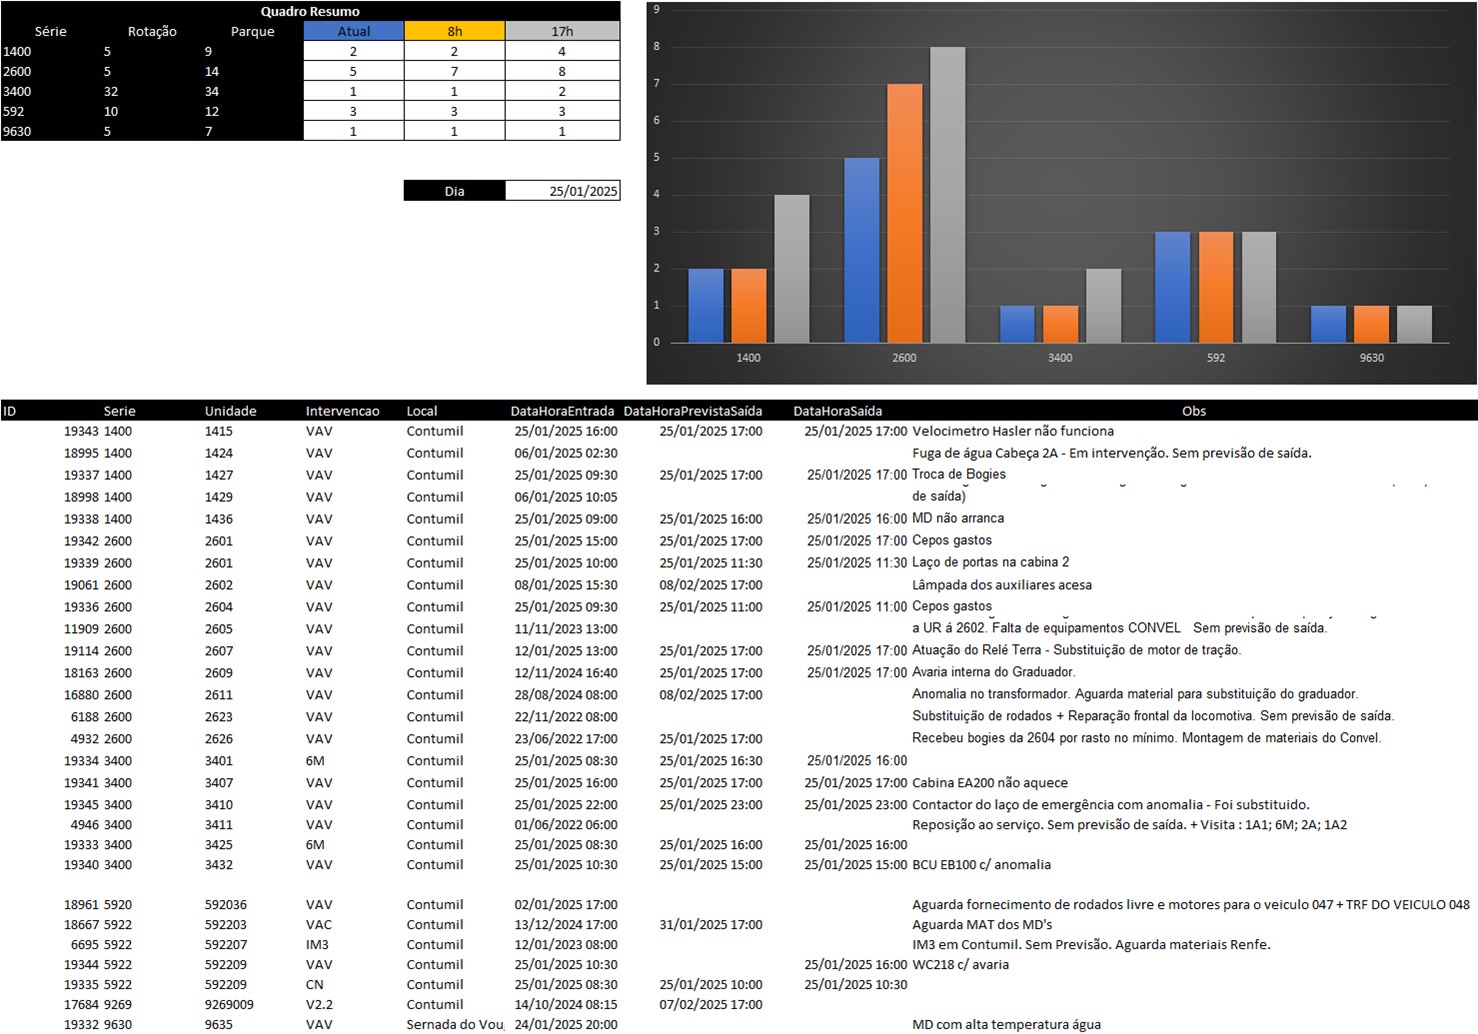 Quadro Resumo
Série Rotação Parque Atual 8h 17h
1400 5 9 2 2 4
2600 5 14 5 7 8
3400 32 34 1 1 2
592 10 12 3 3 3
9630 5 7 1 1 1
Dia 25/01/2025
9
8
7
6
5
4
3
2
1
0
1400 2600 3400 592 9630
ID Serie Unidade Intervencao Local DataHoraEntrada DataHoraPrevistaSaída DataHoraSaída Obs
19343 1400 1415 VAV Contumil 25/01/2025 16:00 25/01/2025 17:00 25/01/2025 17:00 Velocimetro Hasler não funciona
18995 1400 1424 VAV Contumil 06/01/2025 02:30 Fuga de água Cabeça 2A - Em intervenção. Sem previsão de saída.
19337 1400 1427 VAV Contumil 25/01/2025 09:30 25/01/2025 17:00 25/01/2025 17:00 Troca de Bogies
18998 1400 1429 VAV Contumil 06/01/2025 10:05 de saída)
19338 1400 1436 VAV Contumil 25/01/2025 09:00 25/01/2025 16:00 25/01/2025 16:00 MD não arranca
19342 2600 2601 VAV Contumil 25/01/2025 15:00 25/01/2025 17:00 25/01/2025 17:00 Cepos gastos
19339 2600 2601 VAV Contumil 25/01/2025 10:00 25/01/2025 11:30 25/01/2025 11:30 Laço de portas na cabina 2
19061 2600 2602 VAV Contumil 08/01/2025 15:30 08/02/2025 17:00 Lâmpada dos auxiliares acesa
19336 2600 2604 VAV Contumil 25/01/2025 09:30 25/01/2025 11:00 25/01/2025 11:00 Cepos gastos
11909 2600 2605 VAV Contumil 11/11/2023 13:00 a UR á 2602. Falta de equipamentos CONVEL Sem previsão de saída.
19114 2600 2607 VAV Contumil 12/01/2025 13:00 25/01/2025 17:00 25/01/2025 17:00 Atuação do Relé Terra - Substituição de motor de tração.
18163 2600 2609 VAV Contumil 12/11/2024 16:40 25/01/2025 17:00 25/01/2025 17:00 Avaria interna do Graduador.
16880 2600 2611 VAV Contumil 28/08/2024 08:00 08/02/2025 17:00 Anomalia no transformador. Aguarda material para substituição do graduador.
6188 2600 2623 VAV Contumil 22/11/2022 08:00 Substituição de rodados + Reparação frontal da locomotiva. Sem previsão de saída.
4932 2600 2626 VAV Contumil 23/06/2022 17:00 25/01/2025 17:00 Recebeu bogies da 2604 por rasto no mínimo. Montagem de materiais do Convel.
19334 3400 3401 6M Contumil 25/01/2025 08:30 25/01/2025 16:30 25/01/2025 16:00
19341 3400 3407 VAV Contumil 25/01/2025 16:00 25/01/2025 17:00 25/01/2025 17:00 Cabina EA200 não aquece
19345 3400 3410 VAV Contumil 25/01/2025 22:00 25/01/2025 23:00 25/01/2025 23:00 Contactor do laço de emergência com anomalia - Foi substituido.
4946 3400 3411 VAV Contumil 01/06/2022 06:00 Reposição ao serviço. Sem previsão de saída. + Visita : 1A1; 6M; 2A; 1A2
19333 3400 3425 6M Contumil 25/01/2025 08:30 25/01/2025 16:00 25/01/2025 16:00
19340 3400 3432 VAV Contumil 25/01/2025 10:30 25/01/2025 15:00 25/01/2025 15:00 BCU EB100 c/ anomalia
18961 5920 592036 VAV Contumil 02/01/2025 17:00 Aguarda fornecimento de rodados livre e motores para o veiculo 047 + TRF DO VEICULO 048
18667 5922 592203 VAC Contumil 13/12/2024 17:00 31/01/2025 17:00 Aguarda MAT dos MD's
6695 5922 592207 IM3 Contumil 12/01/2023 08:00 IM3 em Contumil. Sem Previsão. Aguarda materiais Renfe.
19344 5922 592209 VAV Contumil 25/01/2025 10:30 25/01/2025 16:00 WC218 c/ avaria
19335 5922 592209 CN Contumil 25/01/2025 08:30 25/01/2025 10:00 25/01/2025 10:30
17684 9269 9269009 V2.2 Contumil 14/10/2024 08:15 07/02/2025 17:00
19332 9630 9635 VAV Sernada do Vou 24/01/2025 20:00 MD com alta temperatura água